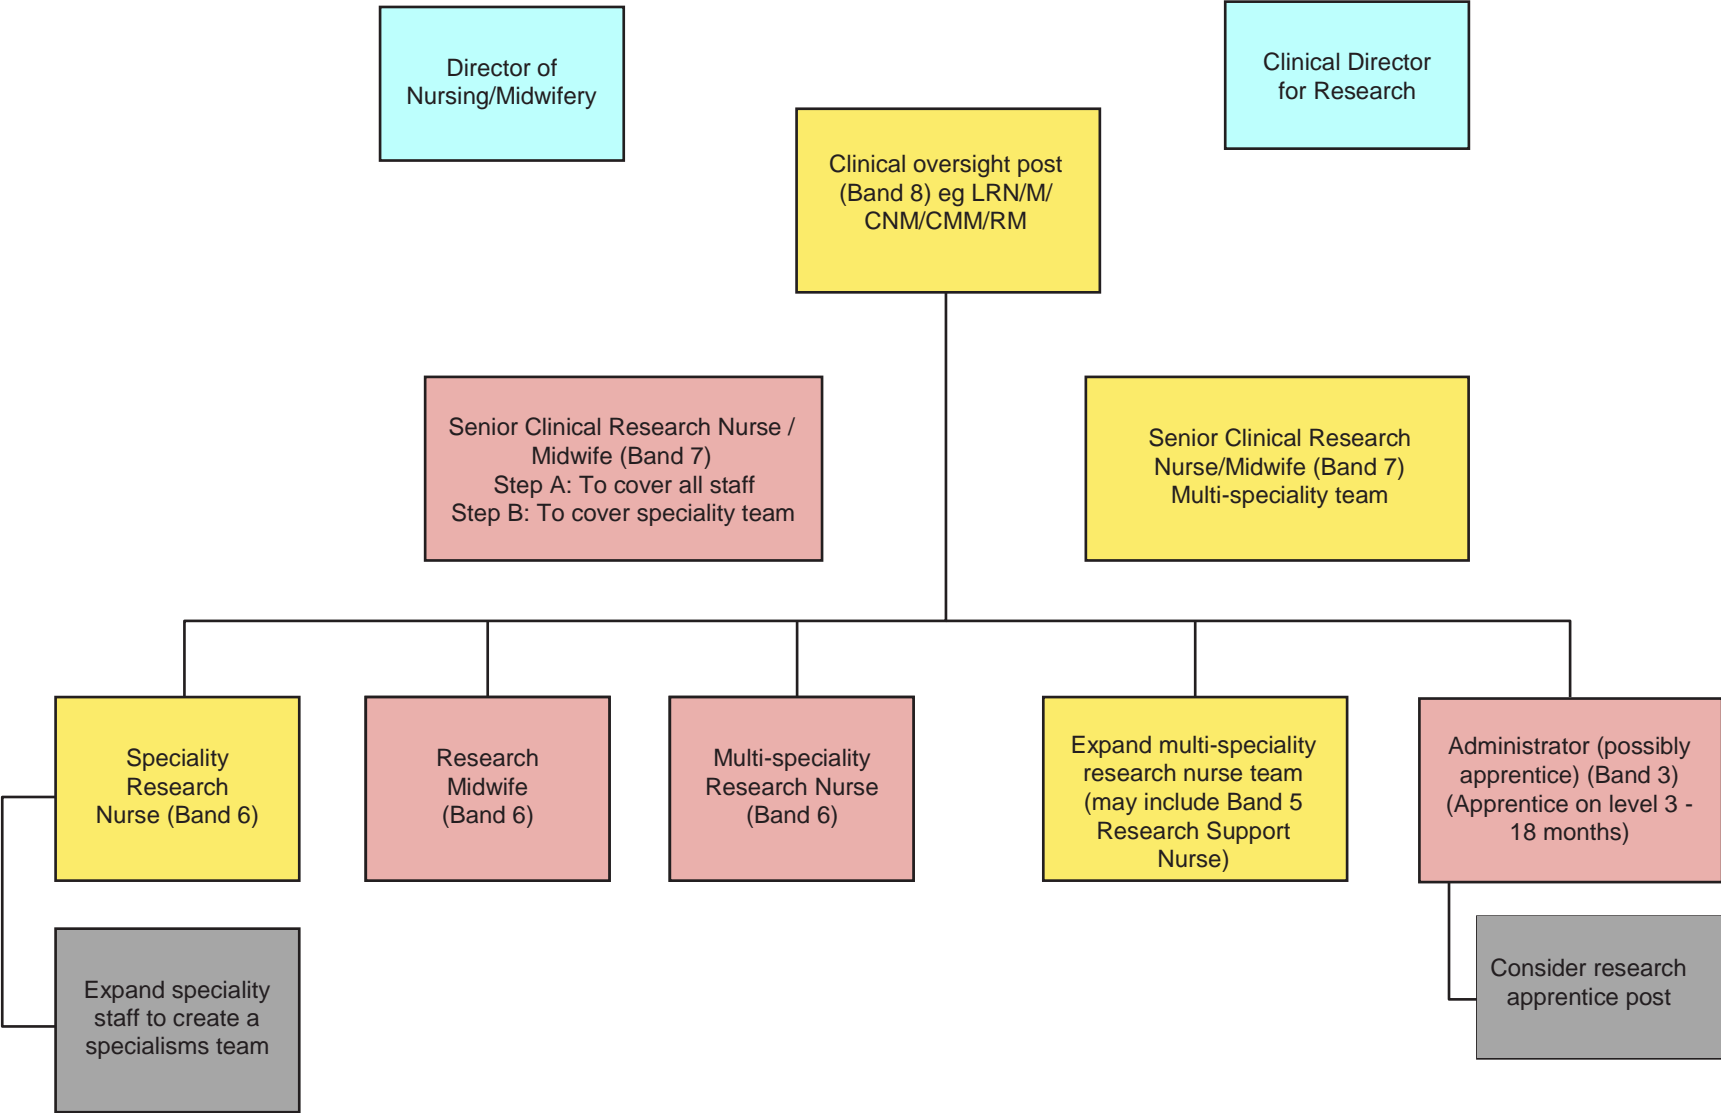 Director of
Nursing/Midwifery
Clinical Director
for Research
Clinical oversight post
(Band 8) eg LRN/M/
CNM/CMM/RM
Senior Clinical Research Nurse /
Midwife (Band 7)
Step A: To cover all staff
Step B: To cover speciality team
Senior Clinical Research
Nurse/Midwife (Band 7)
Multi-speciality team
Speciality
Research
Nurse (Band 6)
Research
Midwife
(Band 6)
Multi-speciality
Research Nurse
(Band 6)
Expand multi-speciality
research nurse team
(may include Band 5
Research Support
Nurse)
Administrator (possibly
apprentice) (Band 3)
(Apprentice on level 3 -
18 months)
Expand speciality
staff to create a
specialisms team
Consider research
apprentice post